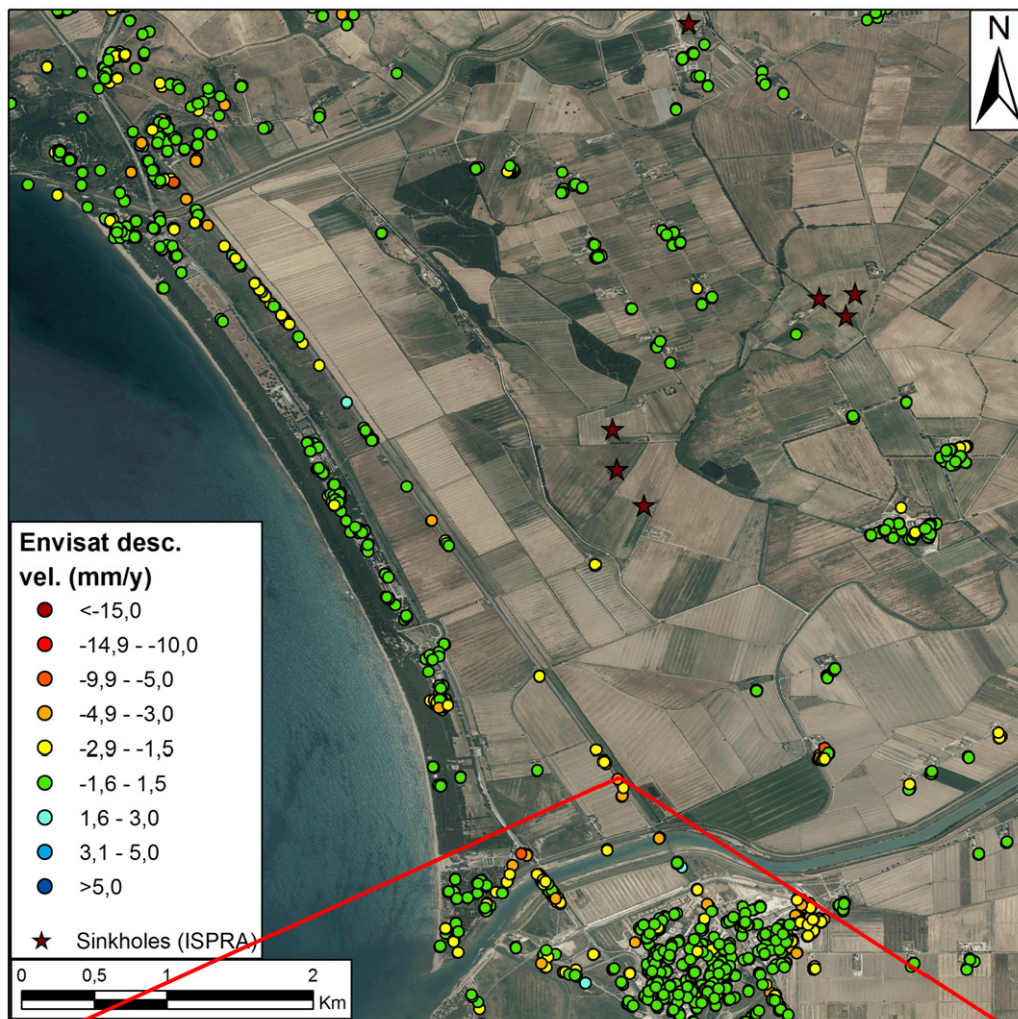 N
Envisat desc.
vel. (mm/y)
<-15,0
-14,9 - -10,0
-9,9 - -5,0
-4,9 - -3,0
-2,9 - -1,5
-1,6 - 1,5
1,6 - 3,0
3,1 - 5,0
>5,0
Sinkholes (ISPRA)
0 0,5 1 2
Km